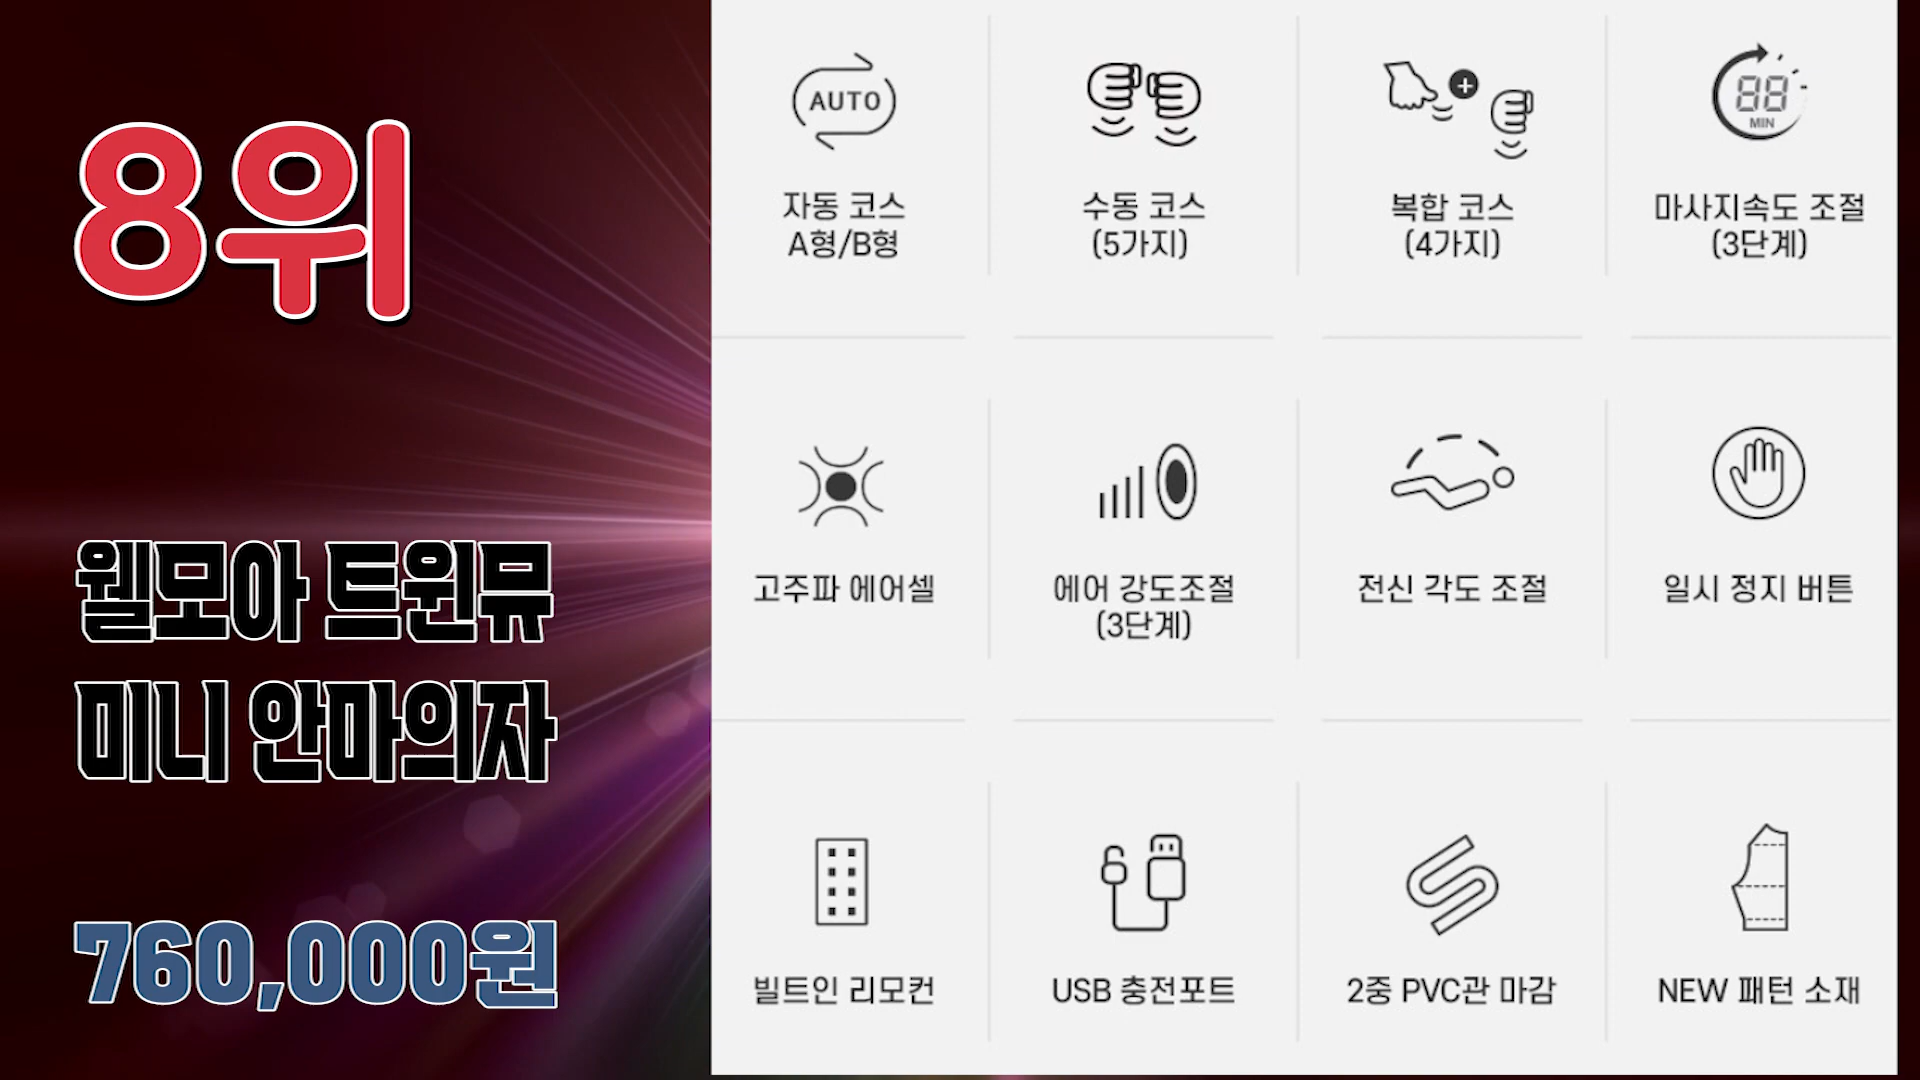 8위
웰모아 트윈뮤
미니 안마의자
760,000원
AUTO
자동 코스
A형/B형
수동 코스
(5가지)
복합 코스
(4가지)
88
MIN
마사지속도 조절
(3단계)
고주파 에어셀
에어 강도조절
(3단계)
전신 각도 조절
일시 정지 버튼
빌트인 리모컨
USB 충전포트
2중 PVC관 마감
NEW 패턴 소재